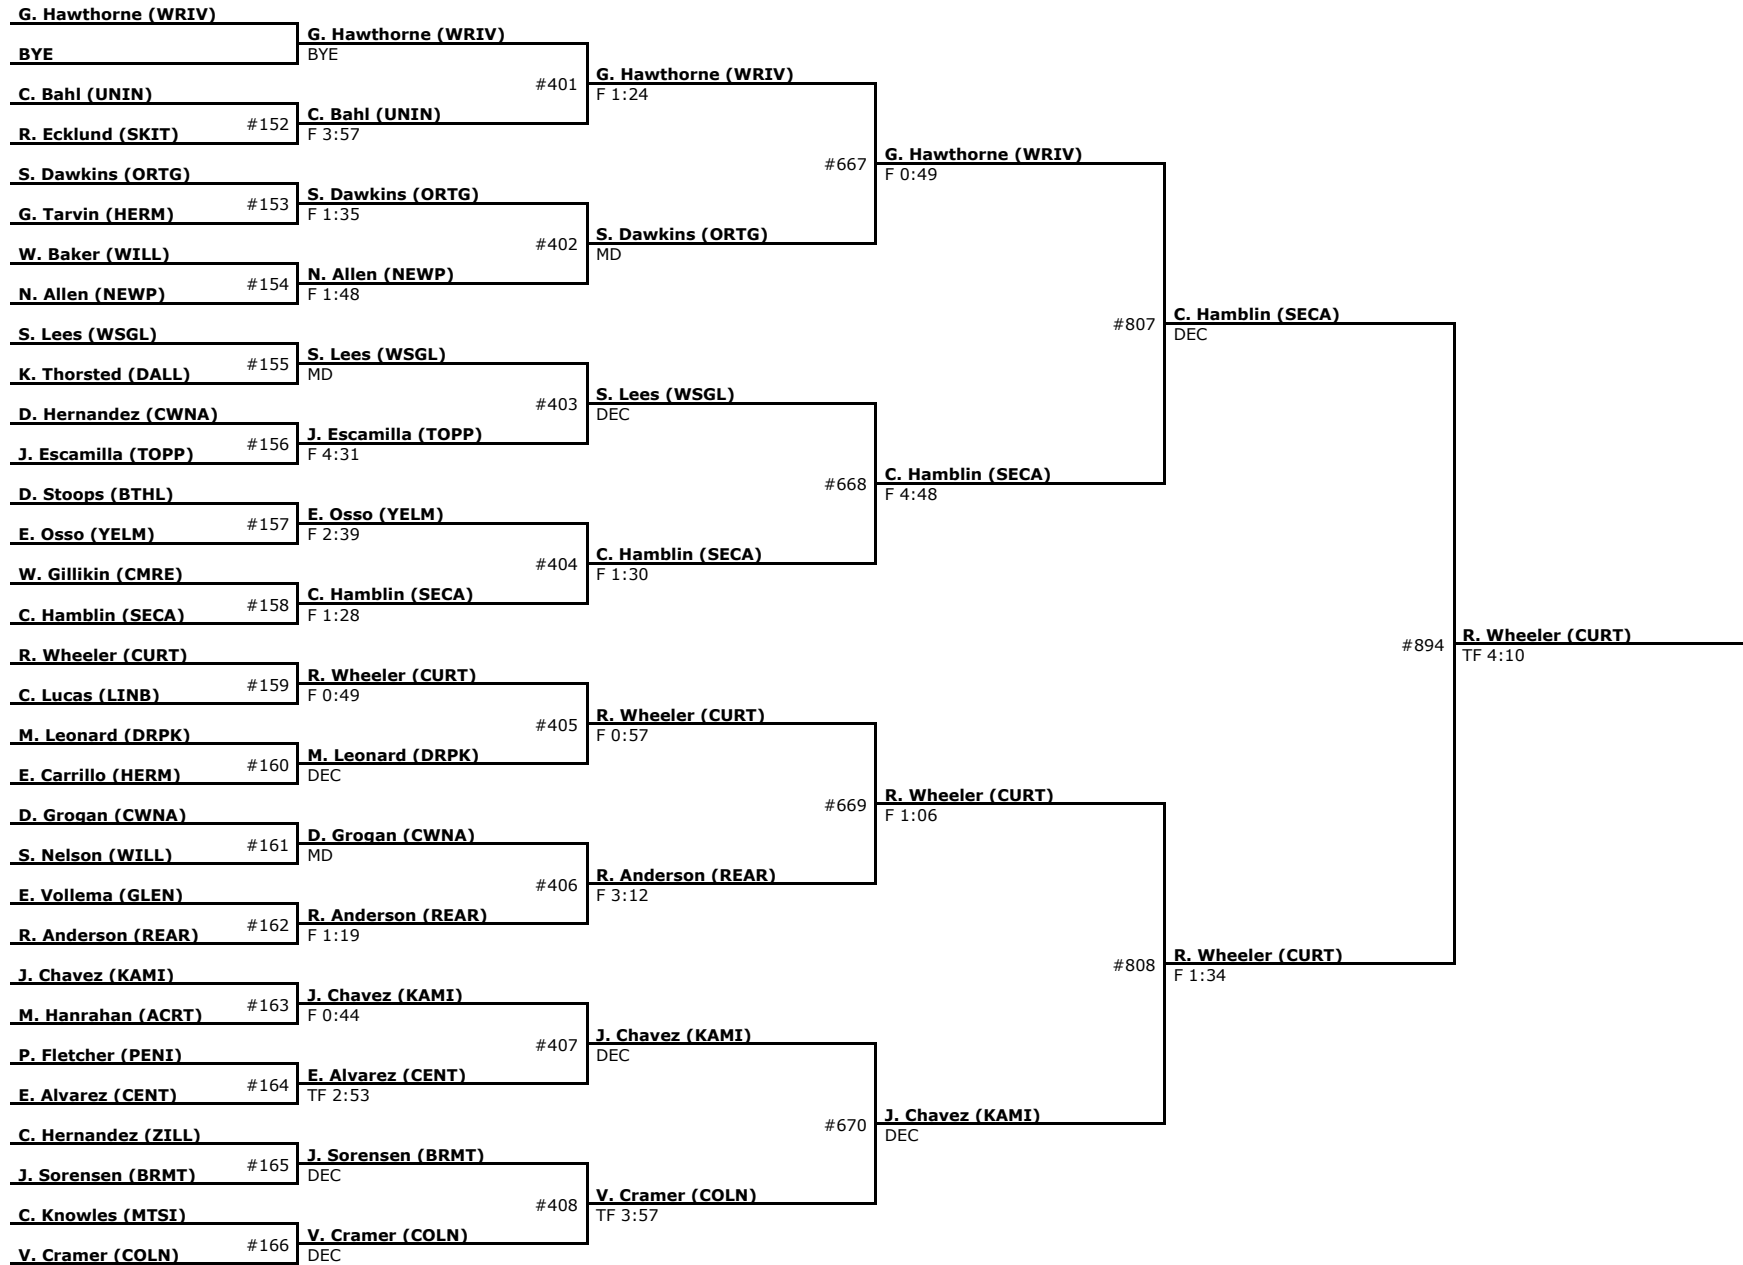 G. Hawthorne (WRIV)
BYE
C. Bahl (UNIN)
R. Ecklund (SKIT)
S. Dawkins (ORTG)
G. Tarvin (HERM)
W. Baker (WILL)
N. Allen (NEWP)
S. Lees (WSGL)
K. Thorsted (DALL)
D. Hernandez (CWNA)
J. Escamilla (TOPP)
D. Stoops (BTHL)
E. Osso (YELM)
W. Gillikin (CMRE)
C. Hamblin (SECA)
R. Wheeler (CURT)
C. Lucas (LINB)
M. Leonard (DRPK)
E. Carrillo (HERM)
D. Grogan (CWNA)
S. Nelson (WILL)
E. Vollema (GLEN)
R. Anderson (REAR)
J. Chavez (KAMI)
M. Hanrahan (ACRT)
P. Fletcher (PENI)
E. Alvarez (CENT)
C. Hernandez (ZILL)
J. Sorensen (BRMT)
C. Knowles (MTSI)
V. Cramer (COLN)
#152
#153
#154
#155
#156
#157
#158
#159
#160
#161
#162
#163
#164
#165
#166
G. Hawthorne (WRIV)
BYE
C. Bahl (UNIN)
F 3:57
S. Dawkins (ORTG)
F 1:35
N. Allen (NEWP)
F 1:48
S. Lees (WSGL)
MD
J. Escamilla (TOPP)
F 4:31
E. Osso (YELM)
F 2:39
C. Hamblin (SECA)
F 1:28
R. Wheeler (CURT)
F 0:49
M. Leonard (DRPK)
DEC
D. Grogan (CWNA)
MD
R. Anderson (REAR)
F 1:19
J. Chavez (KAMI)
F 0:44
E. Alvarez (CENT)
TF 2:53
J. Sorensen (BRMT)
DEC
V. Cramer (COLN)
DEC
#401
#402
#403
#404
#405
#406
#407
#408
G. Hawthorne (WRIV)
F 1:24
S. Dawkins (ORTG)
MD
S. Lees (WSGL)
DEC
C. Hamblin (SECA)
F 1:30
R. Wheeler (CURT)
F 0:57
R. Anderson (REAR)
F 3:12
J. Chavez (KAMI)
DEC
V. Cramer (COLN)
TF 3:57
#667
#668
#669
#670
G. Hawthorne (WRIV)
F 0:49
C. Hamblin (SECA)
F 4:48
R. Wheeler (CURT)
F 1:06
J. Chavez (KAMI)
DEC
#807
#808
C. Hamblin (SECA)
DEC
R. Wheeler (CURT)
F 1:34
#894
R. Wheeler (CURT)
TF 4:10